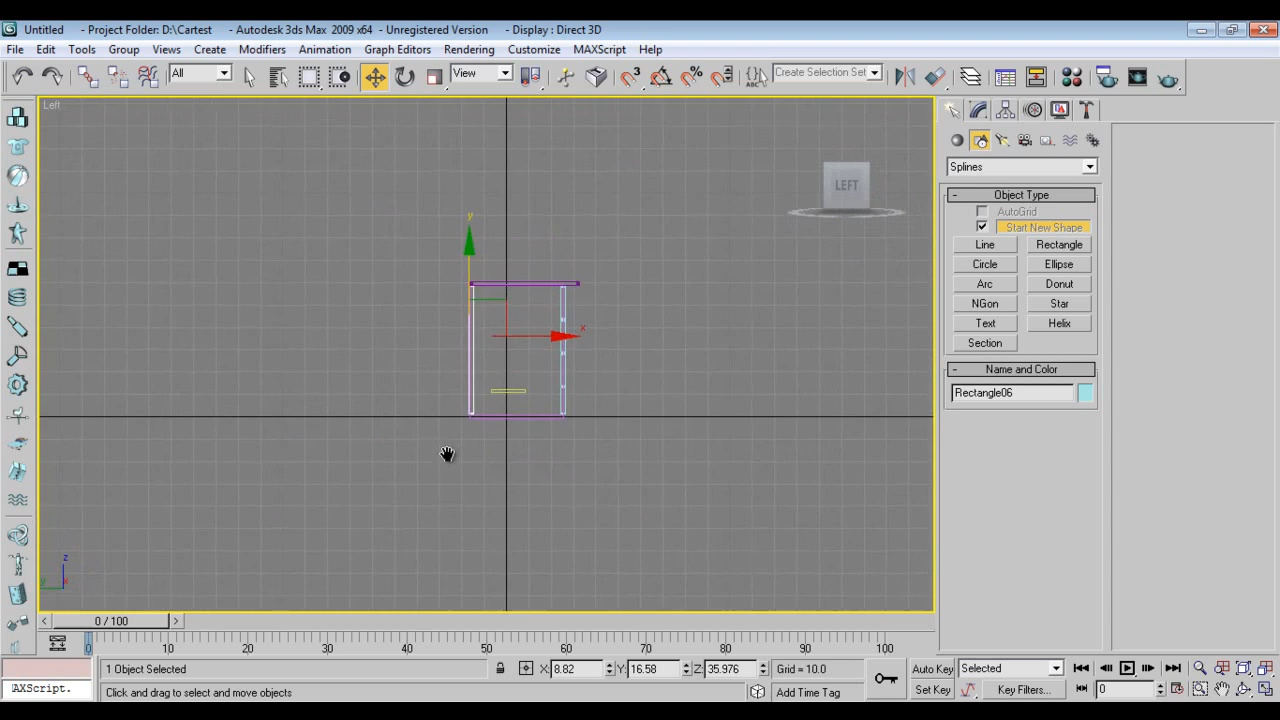 Untitled - Project Folder: D:\Cartest - Autodesk 3ds Max 2009 x64 - Unregistered Version - Display : Direct 3D
File Edit Tools Group Views Create Modifiers Animation Graph Editors Rendering Customize MAXScript Help
All View Create Selection Set
Left
LEFT
Splines
Object Type
AutoGrid
Start New Shape
Line Rectangle
Circle Ellipse
Arc Donut
NGon Star
Text Helix
Section
Name and Color
Rectangle06
y
x
z
y x
0 / 100
0 10 20 30 40 50 60 70 80 90 100
1 Object Selected X: 8.82 Y: 16.58 Z: 35.976 Grid = 10.0 Auto Key Selected
AXScript. Click and drag to select and move objects Add Time Tag Set Key Key Filters... 0